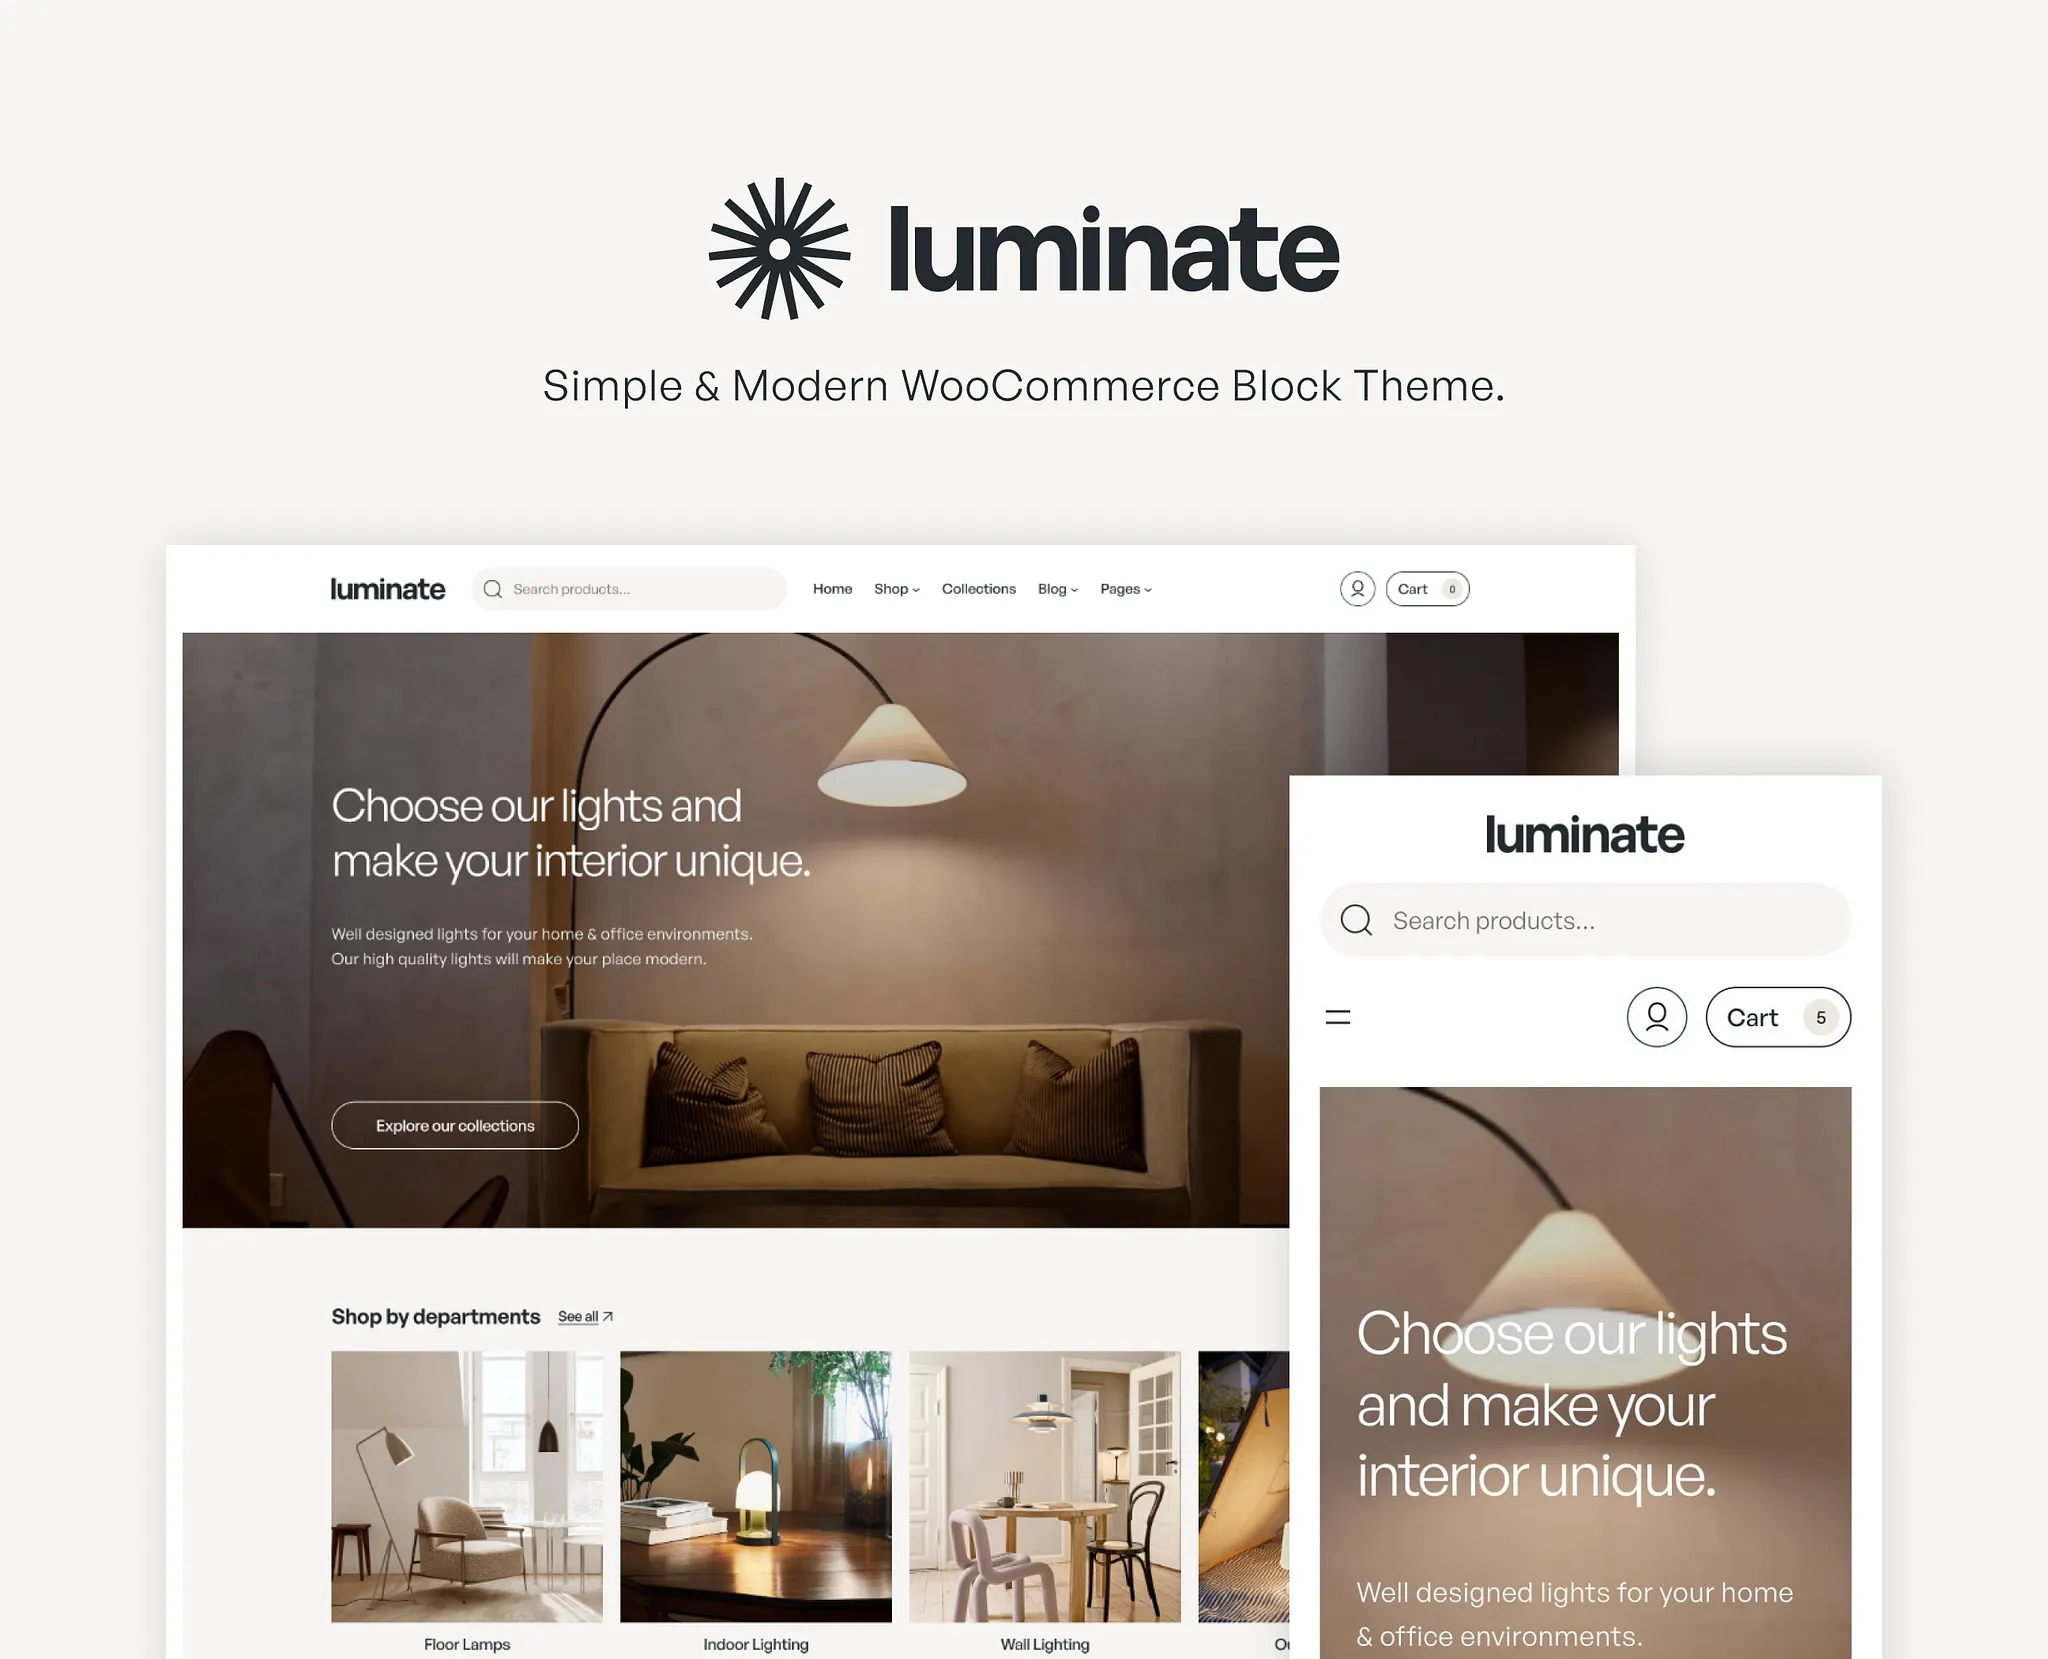 luminate
Simple & Modern WooCommerce Block Theme.
luminate
Search products...
Home
Shop
Collections
Blog
Pages
Cart
0
Choose our lights and
make your interior unique.
Well designed lights for your home & office environments.
Our high quality lights will make your place modern.
Explore our collections
Shop by departments
See all
Floor Lamps
Indoor Lighting
Wall Lighting
luminate
Search products...
Cart
5
Choose our lights
and make your
interior unique.
Well designed lights for your home
& office environments.